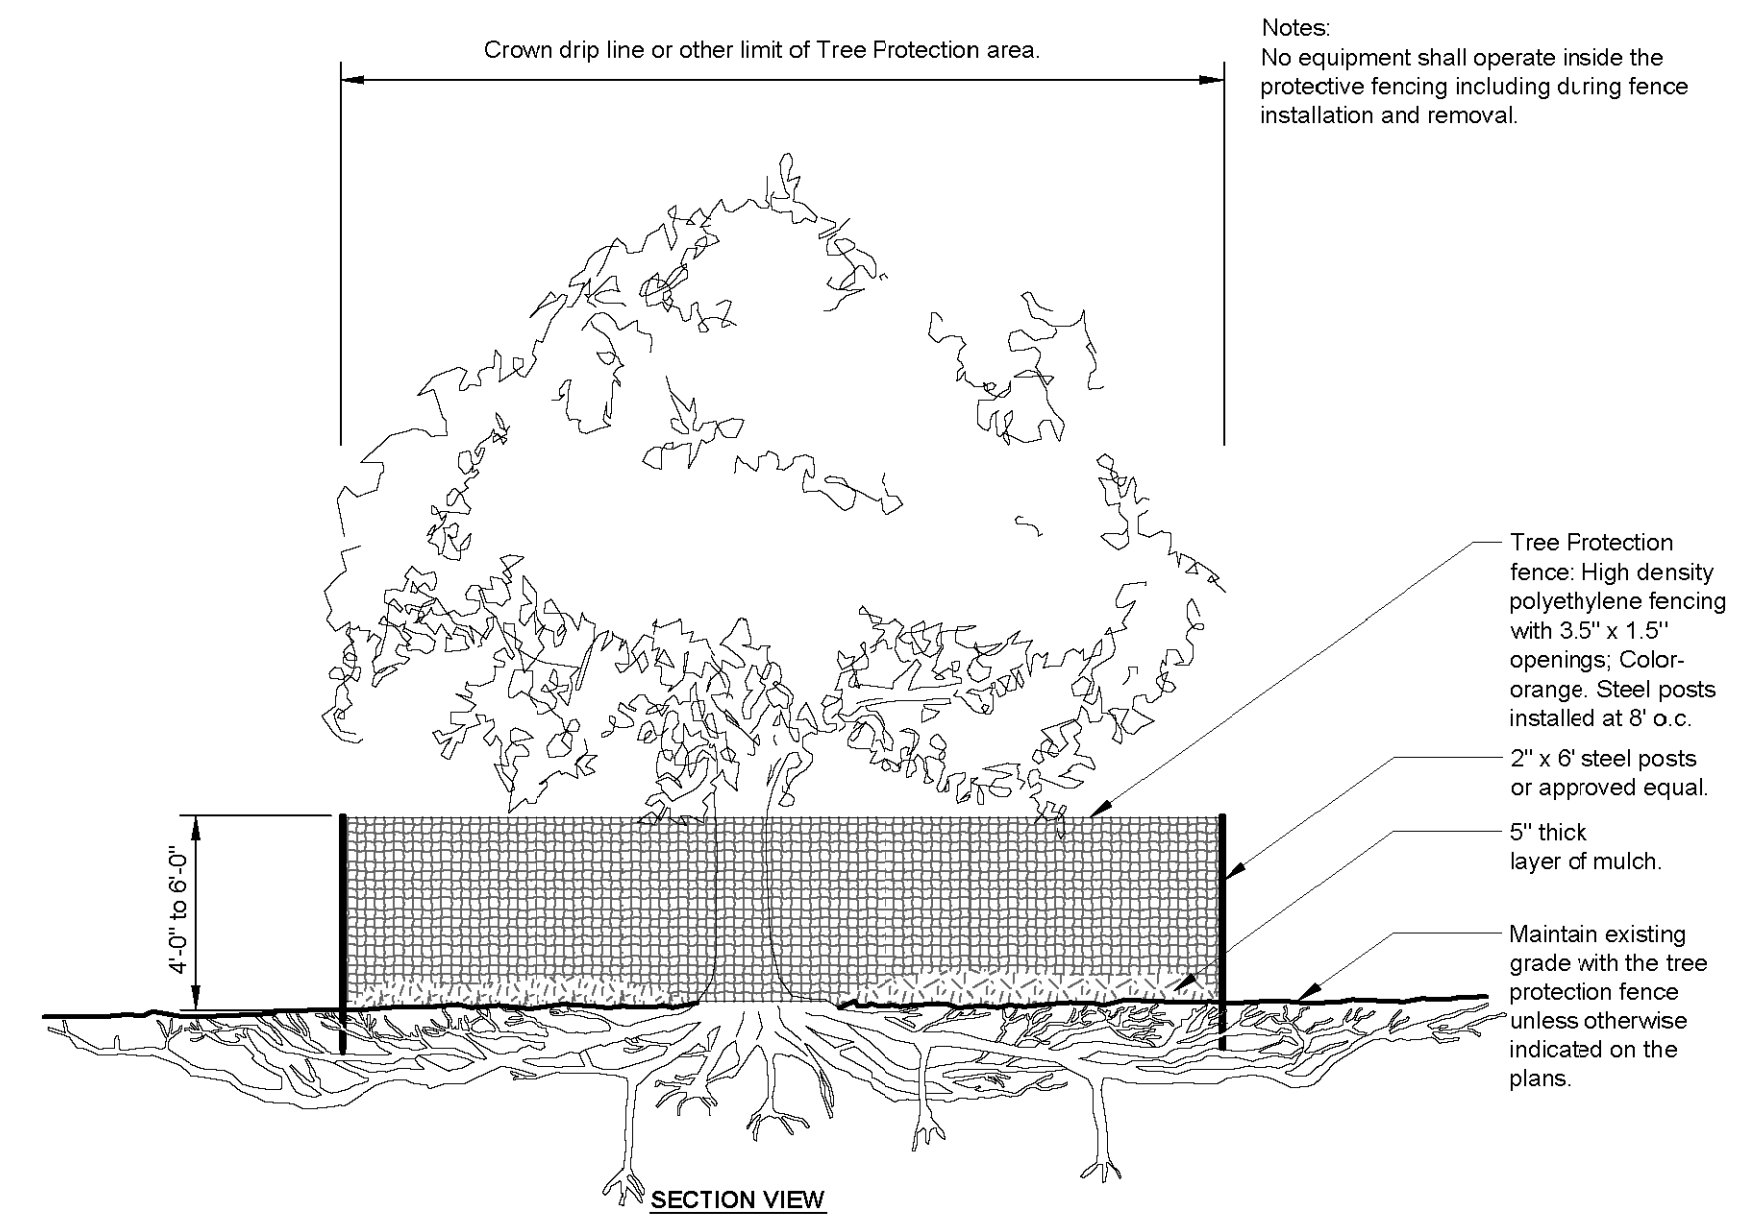 Crown drip line or other limit of Tree Protection area.
Notes:
No equipment shall operate inside the
protective fencing including during fence
installation and removal.
Tree Protection
fence: High density
polyethylene fencing
with 3.5" x 1.5"
openings; Color-
orange. Steel posts
installed at 8' o.c.
2" x 6' steel posts
or approved equal.
5" thick
layer of mulch.
4'-0" to 6'-0"
Maintain existing
grade with the tree
protection fence
unless otherwise
indicated on the
plans.
SECTION VIEW